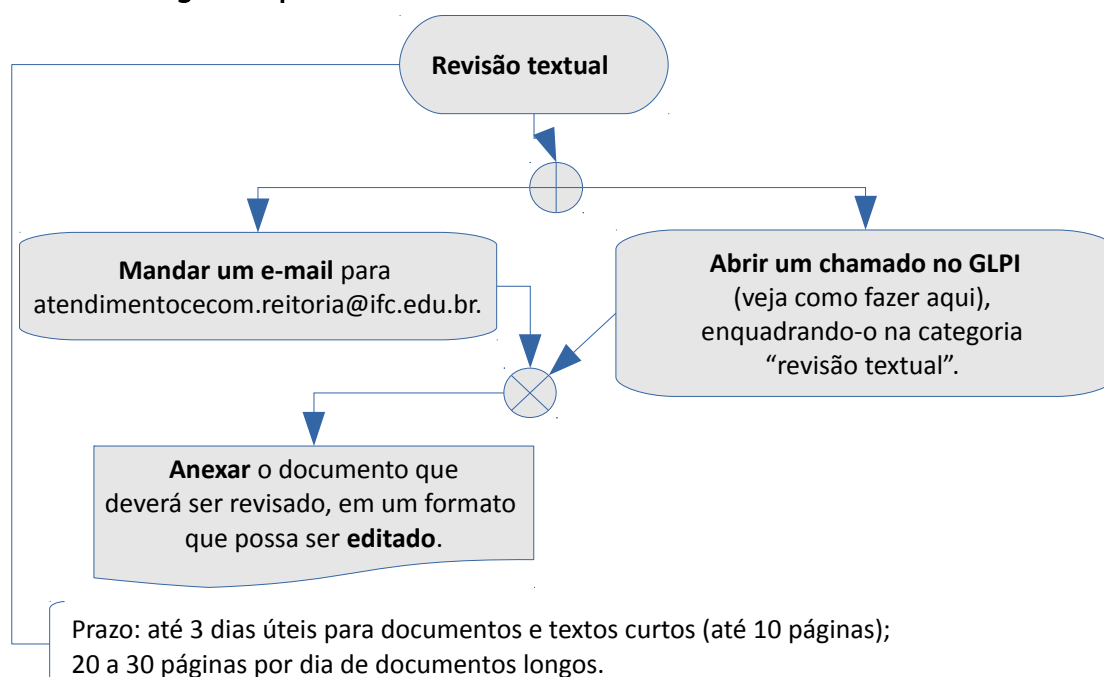 Revisão textual
Mandar um e-mail para
atendimentocecom.reitoria@ifc.edu.br.
Abrir um chamado no GLPI
(veja como fazer aqui),
enquadrando-o na categoria
“revisão textual”.
Anexar o documento que
deverá ser revisado, em um formato
que possa ser editado.
Prazo: até 3 dias úteis para documentos e textos curtos (até 10 páginas);
20 a 30 páginas por dia de documentos longos.